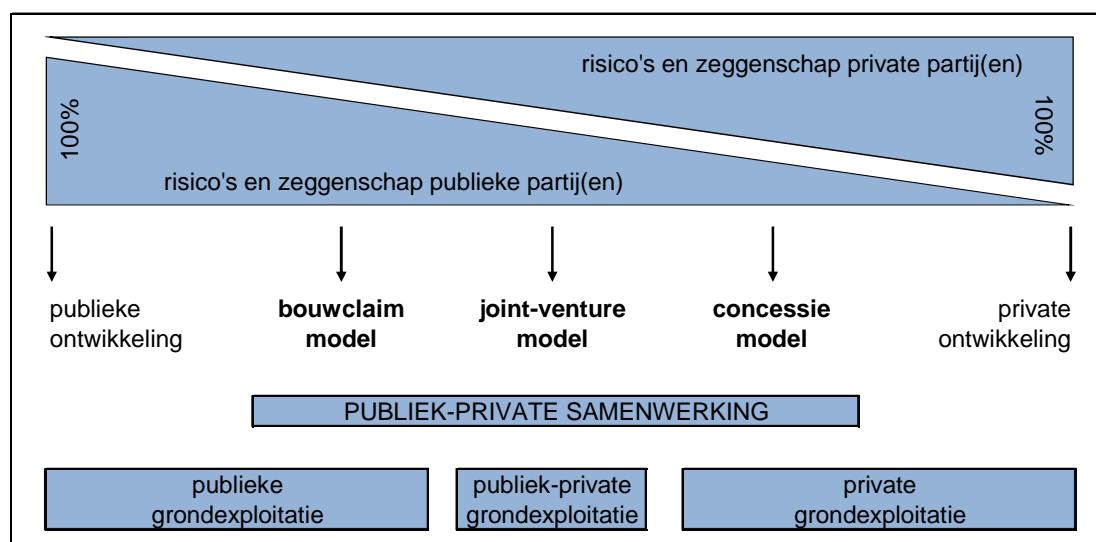 risico's en zeggenschap private partij(en)
100%
100%
risico's en zeggenschap publieke partij(en)
publieke
ontwikkeling
bouwclaim
model
joint-venture
model
concessie
model
private
ontwikkeling
PUBLIEK-PRIVATE SAMENWERKING
publieke
grondexploitatie
publiek-private
grondexploitatie
private
grondexploitatie